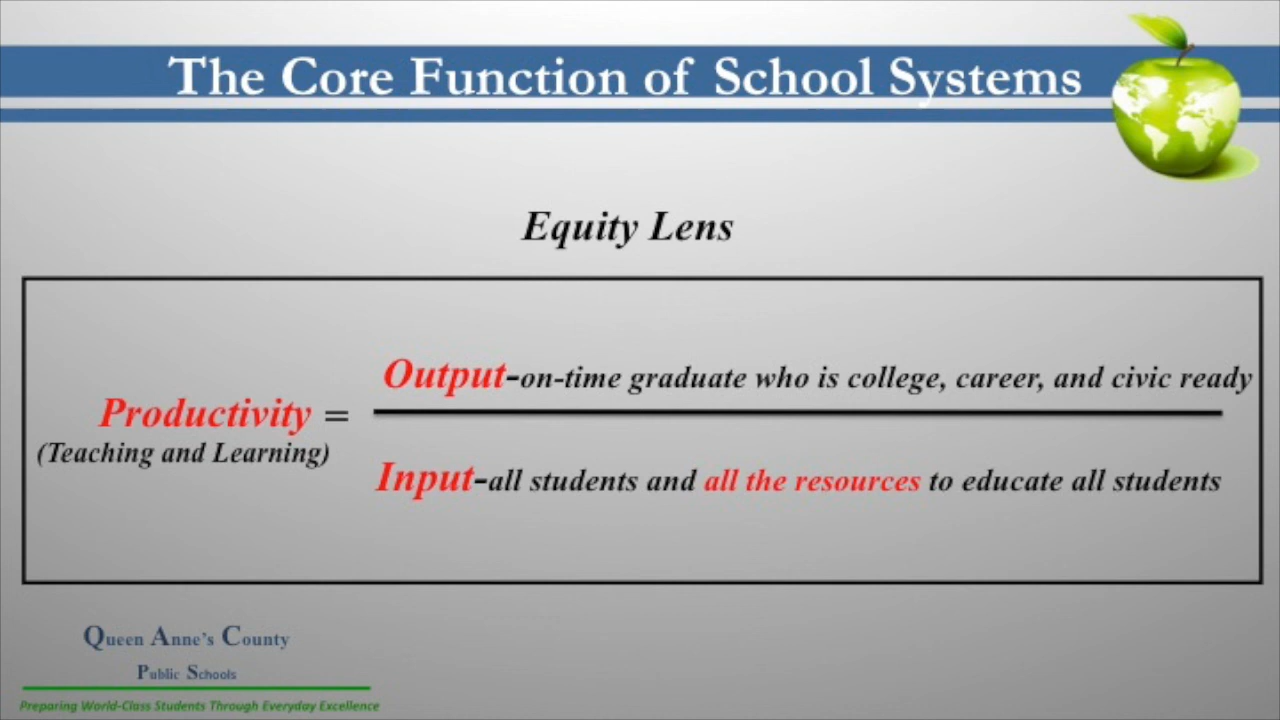 The Core Function of School Systems
Equity Lens
Output-on-time graduate who is college, career, and civic ready
Productivity =
(Teaching and Learning)
Input-all students and all the resources to educate all students
Queen Anne's County
Public Schools
Preparing World-Class Students Through Everyday Excellence